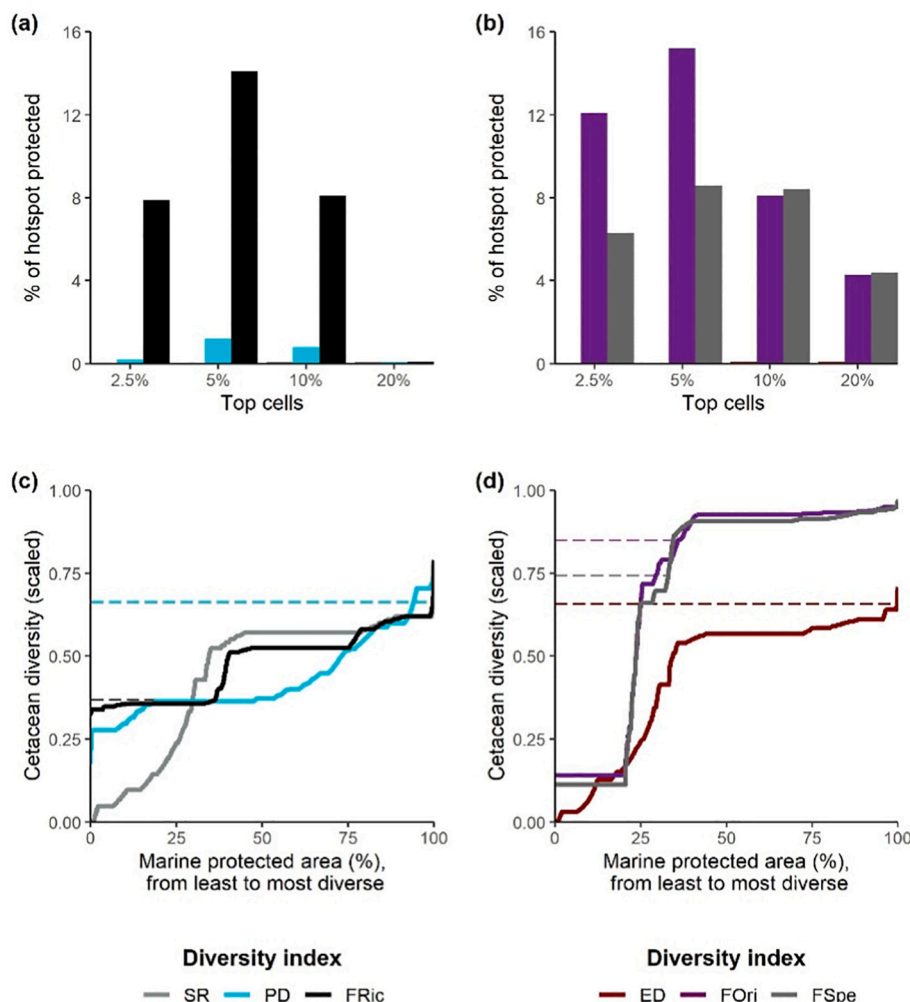 (a)
16
12
8
4
0
% of hotspot protected
2.5% 5% 10% 20%
Top cells
(b)
16
12
8
4
0
% of hotspot protected
2.5% 5% 10% 20%
Top cells
(c)
1.00
0.75
0.50
0.25
0.00
Cetacean diversity (scaled)
0 25 50 75 100
Marine protected area (%),
from least to most diverse
(d)
1.00
0.75
0.50
0.25
0.00
Cetacean diversity (scaled)
0 25 50 75 100
Marine protected area (%),
from least to most diverse
Diversity index
SR PD FRic
Diversity index
ED FOri FSpe